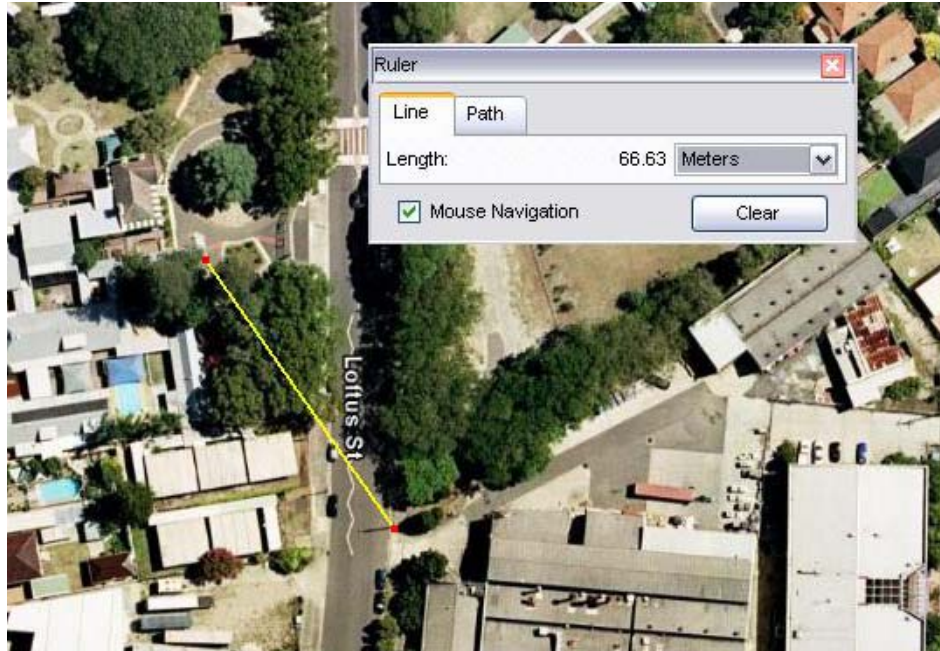 Ruler
Line Path
Length: 66.63 Meters
Mouse Navigation
Clear
Loftus St